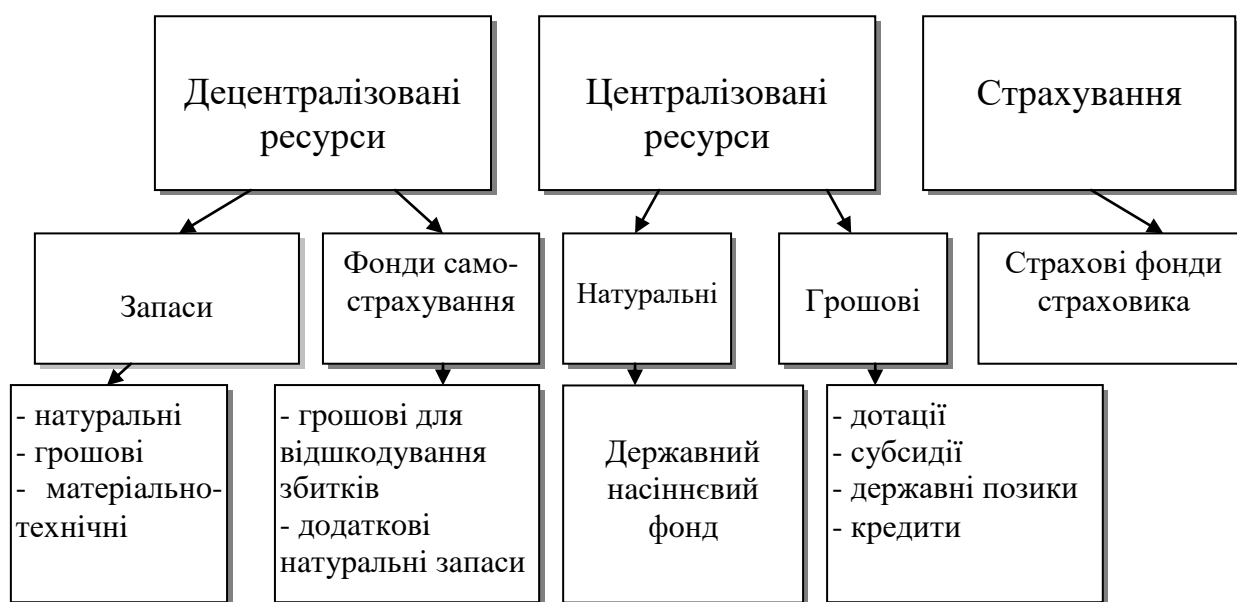 Децентралізовані
ресурси
Централізовані
ресурси
Страхування
Запаси
Фонди само-
страхування
Натуральні
Грошові
Страхові фонди
страховика
- натуральні
- грошові
- матеріально-
технічні
- грошові для
відшкодування
збитків
- додаткові
натуральні запаси
Державний
насіннєвий
фонд
- дотації
- субсидії
- державні позики
- кредити